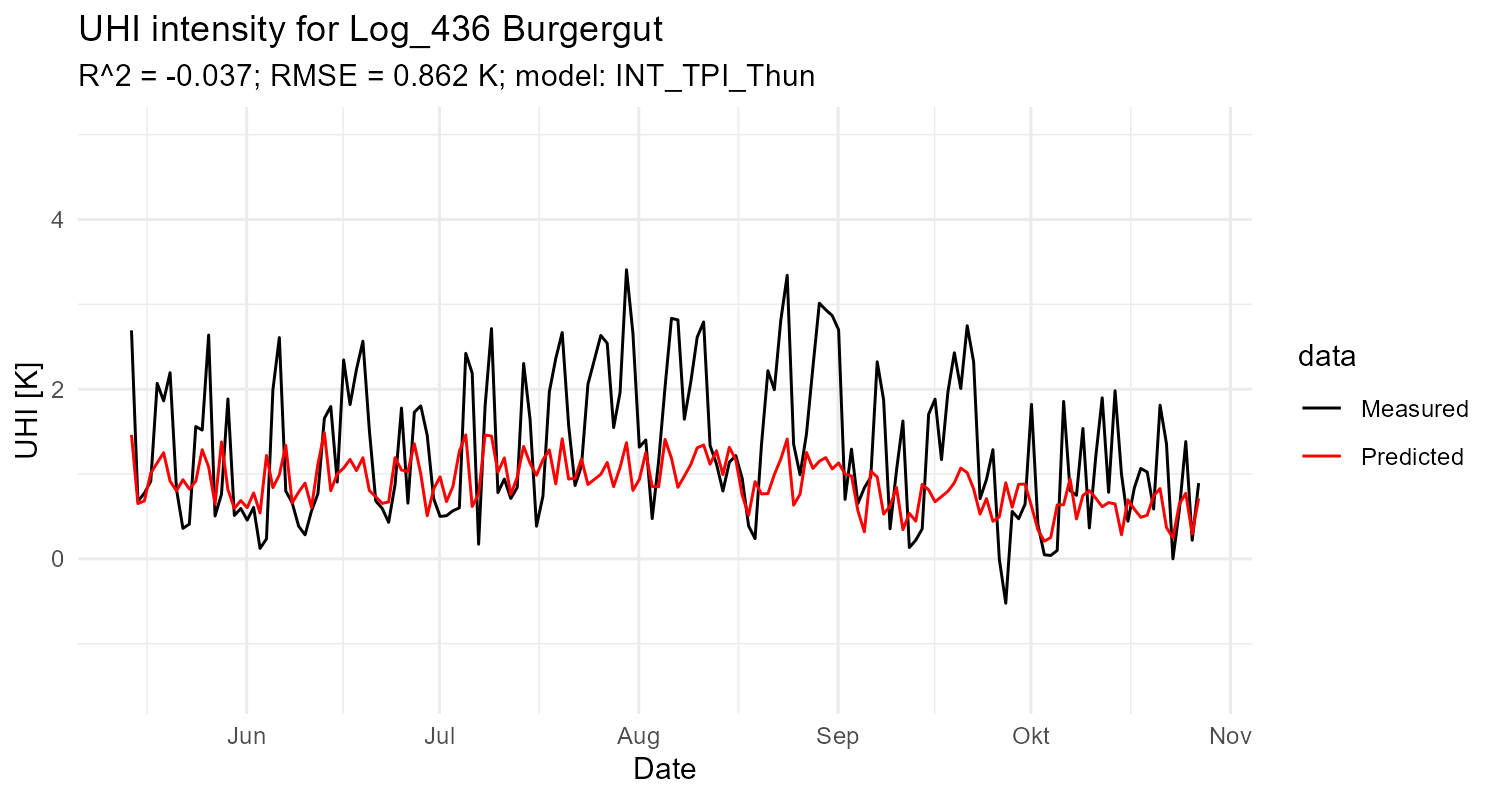 UHI intensity for Log_436 Burgergut
R^2 = -0.037; RMSE = 0.862 K; model: INT_TPI_Thun
4
2
0
UHI [K]
Jun Jul Aug Sep Okt Nov
Date
data
Measured
Predicted